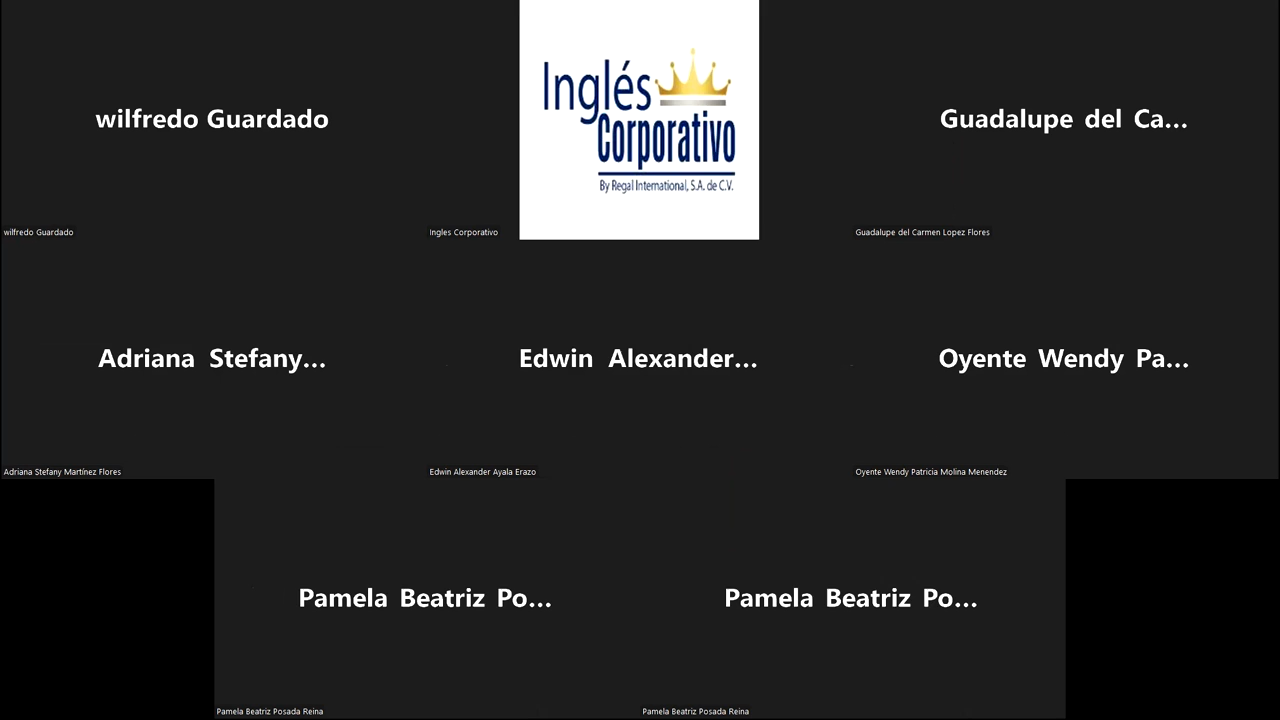 wilfredo Guardado
Inglés
Corporativo
By Regal International, S.A. de C.V.
Guadalupe del Ca...
wilfredo Guardado
Ingles Corporativo
Guadalupe del Carmen Lopez Flores
Adriana Stefany...
Edwin Alexander...
Oyente Wendy Pa...
Adriana Stefany Martínez Flores
Edwin Alexander Ayala Erazo
Oyente Wendy Patricia Molina Menendez
Pamela Beatriz Po...
Pamela Beatriz Po...
Pamela Beatriz Posada Reina
Pamela Beatriz Posada Reina